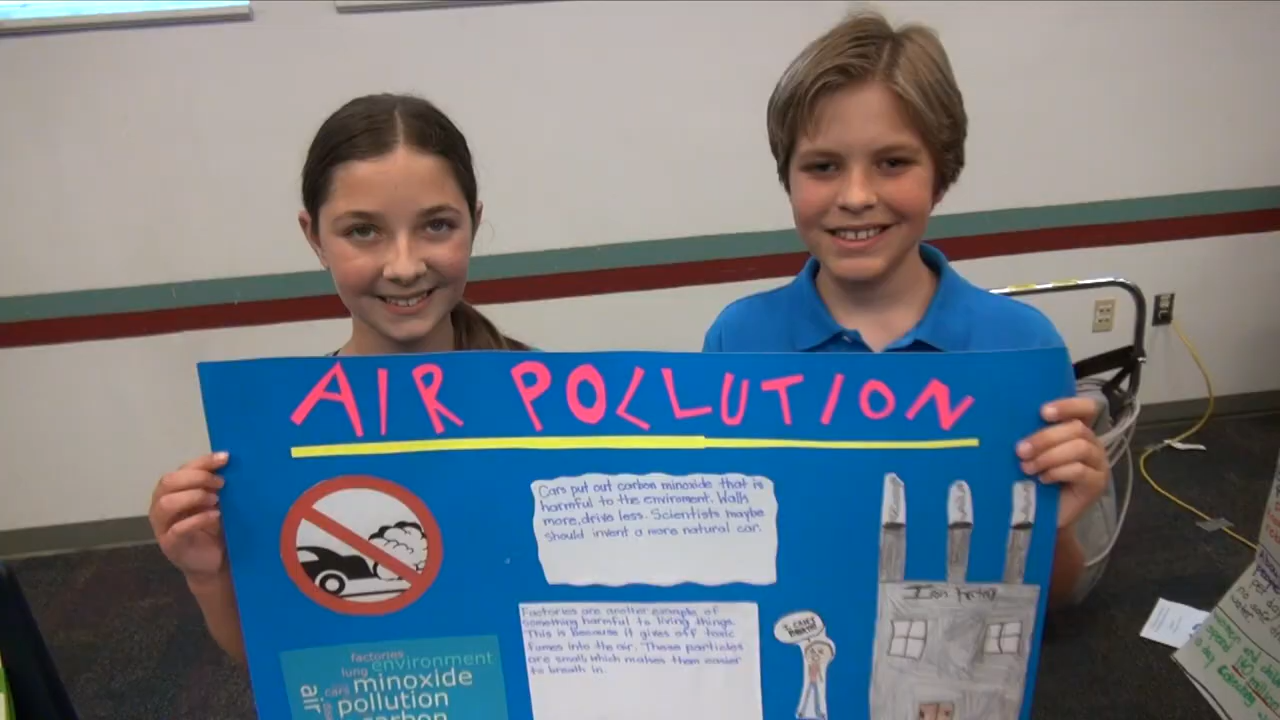 AIR POLLUTION
Cars put out carbon minoxide that is
harmful to the enviroment. Walk
more, drive less. Scientists maybe
should invent a more natural car.
Factories are another example of
something harmful to living things.
This is because it gives off toxic
fumes into the air. These particles
are small, which makes them easier
to breath in.
I CAN'T
factories
environment
lung
cars
minoxide
air
pollution
carbon